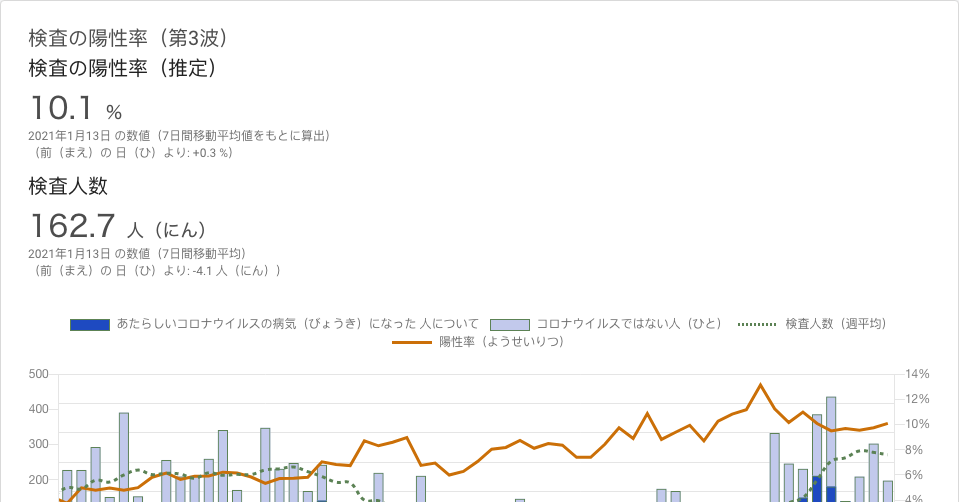 検査の陽性率（第3波）
検査の陽性率（推定）
10.1 %
2021年1月13日 の数値（7日間移動平均値をもとに算出）
（前（まえ）の 日（ひ）より: +0.3 %）
検査人数
162.7 人（にん）
2021年1月13日 の数値（7日間移動平均）
（前（まえ）の 日（ひ）より: -4.1 人（にん））
あたらしいコロナウイルスの病気（びょうき）になった 人について コロナウイルスではない人（ひと） 検査人数（週平均）
陽性率（ようせいりつ）
500 14%
12%
400
10%
300
8%
200 6%
4%